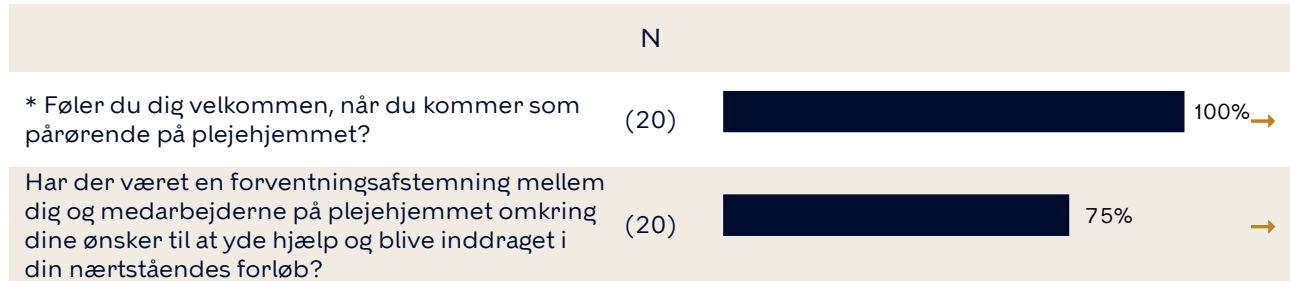 N
* Føler du dig velkommen, når du kommer som
pårørende på plejehjemmet?
(20)
100%→
Har der været en forventningsafstemning mellem
dig og medarbejderne på plejehjemmet omkring
dine ønsker til at yde hjælp og blive inddraget i
din nærtståendes forløb?
(20)
75%
→